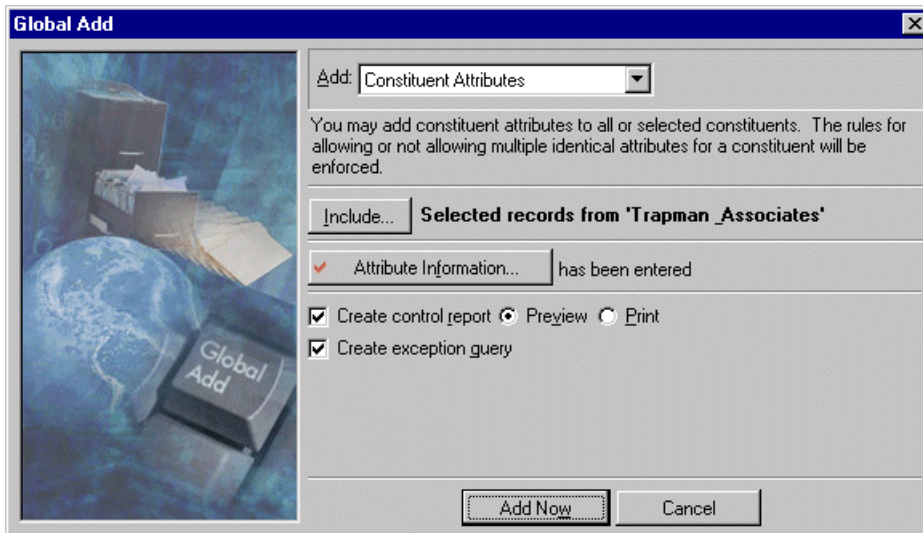 Global Add
Add: Constituent Attributes
You may add constituent attributes to all or selected constituents. The rules for
allowing or not allowing multiple identical attributes for a constituent will be
enforced.
Include... Selected records from 'Trapman _Associates'
Attribute Information... has been entered
Create control report Preview Print
Create exception query
Global
Add
Add Now Cancel